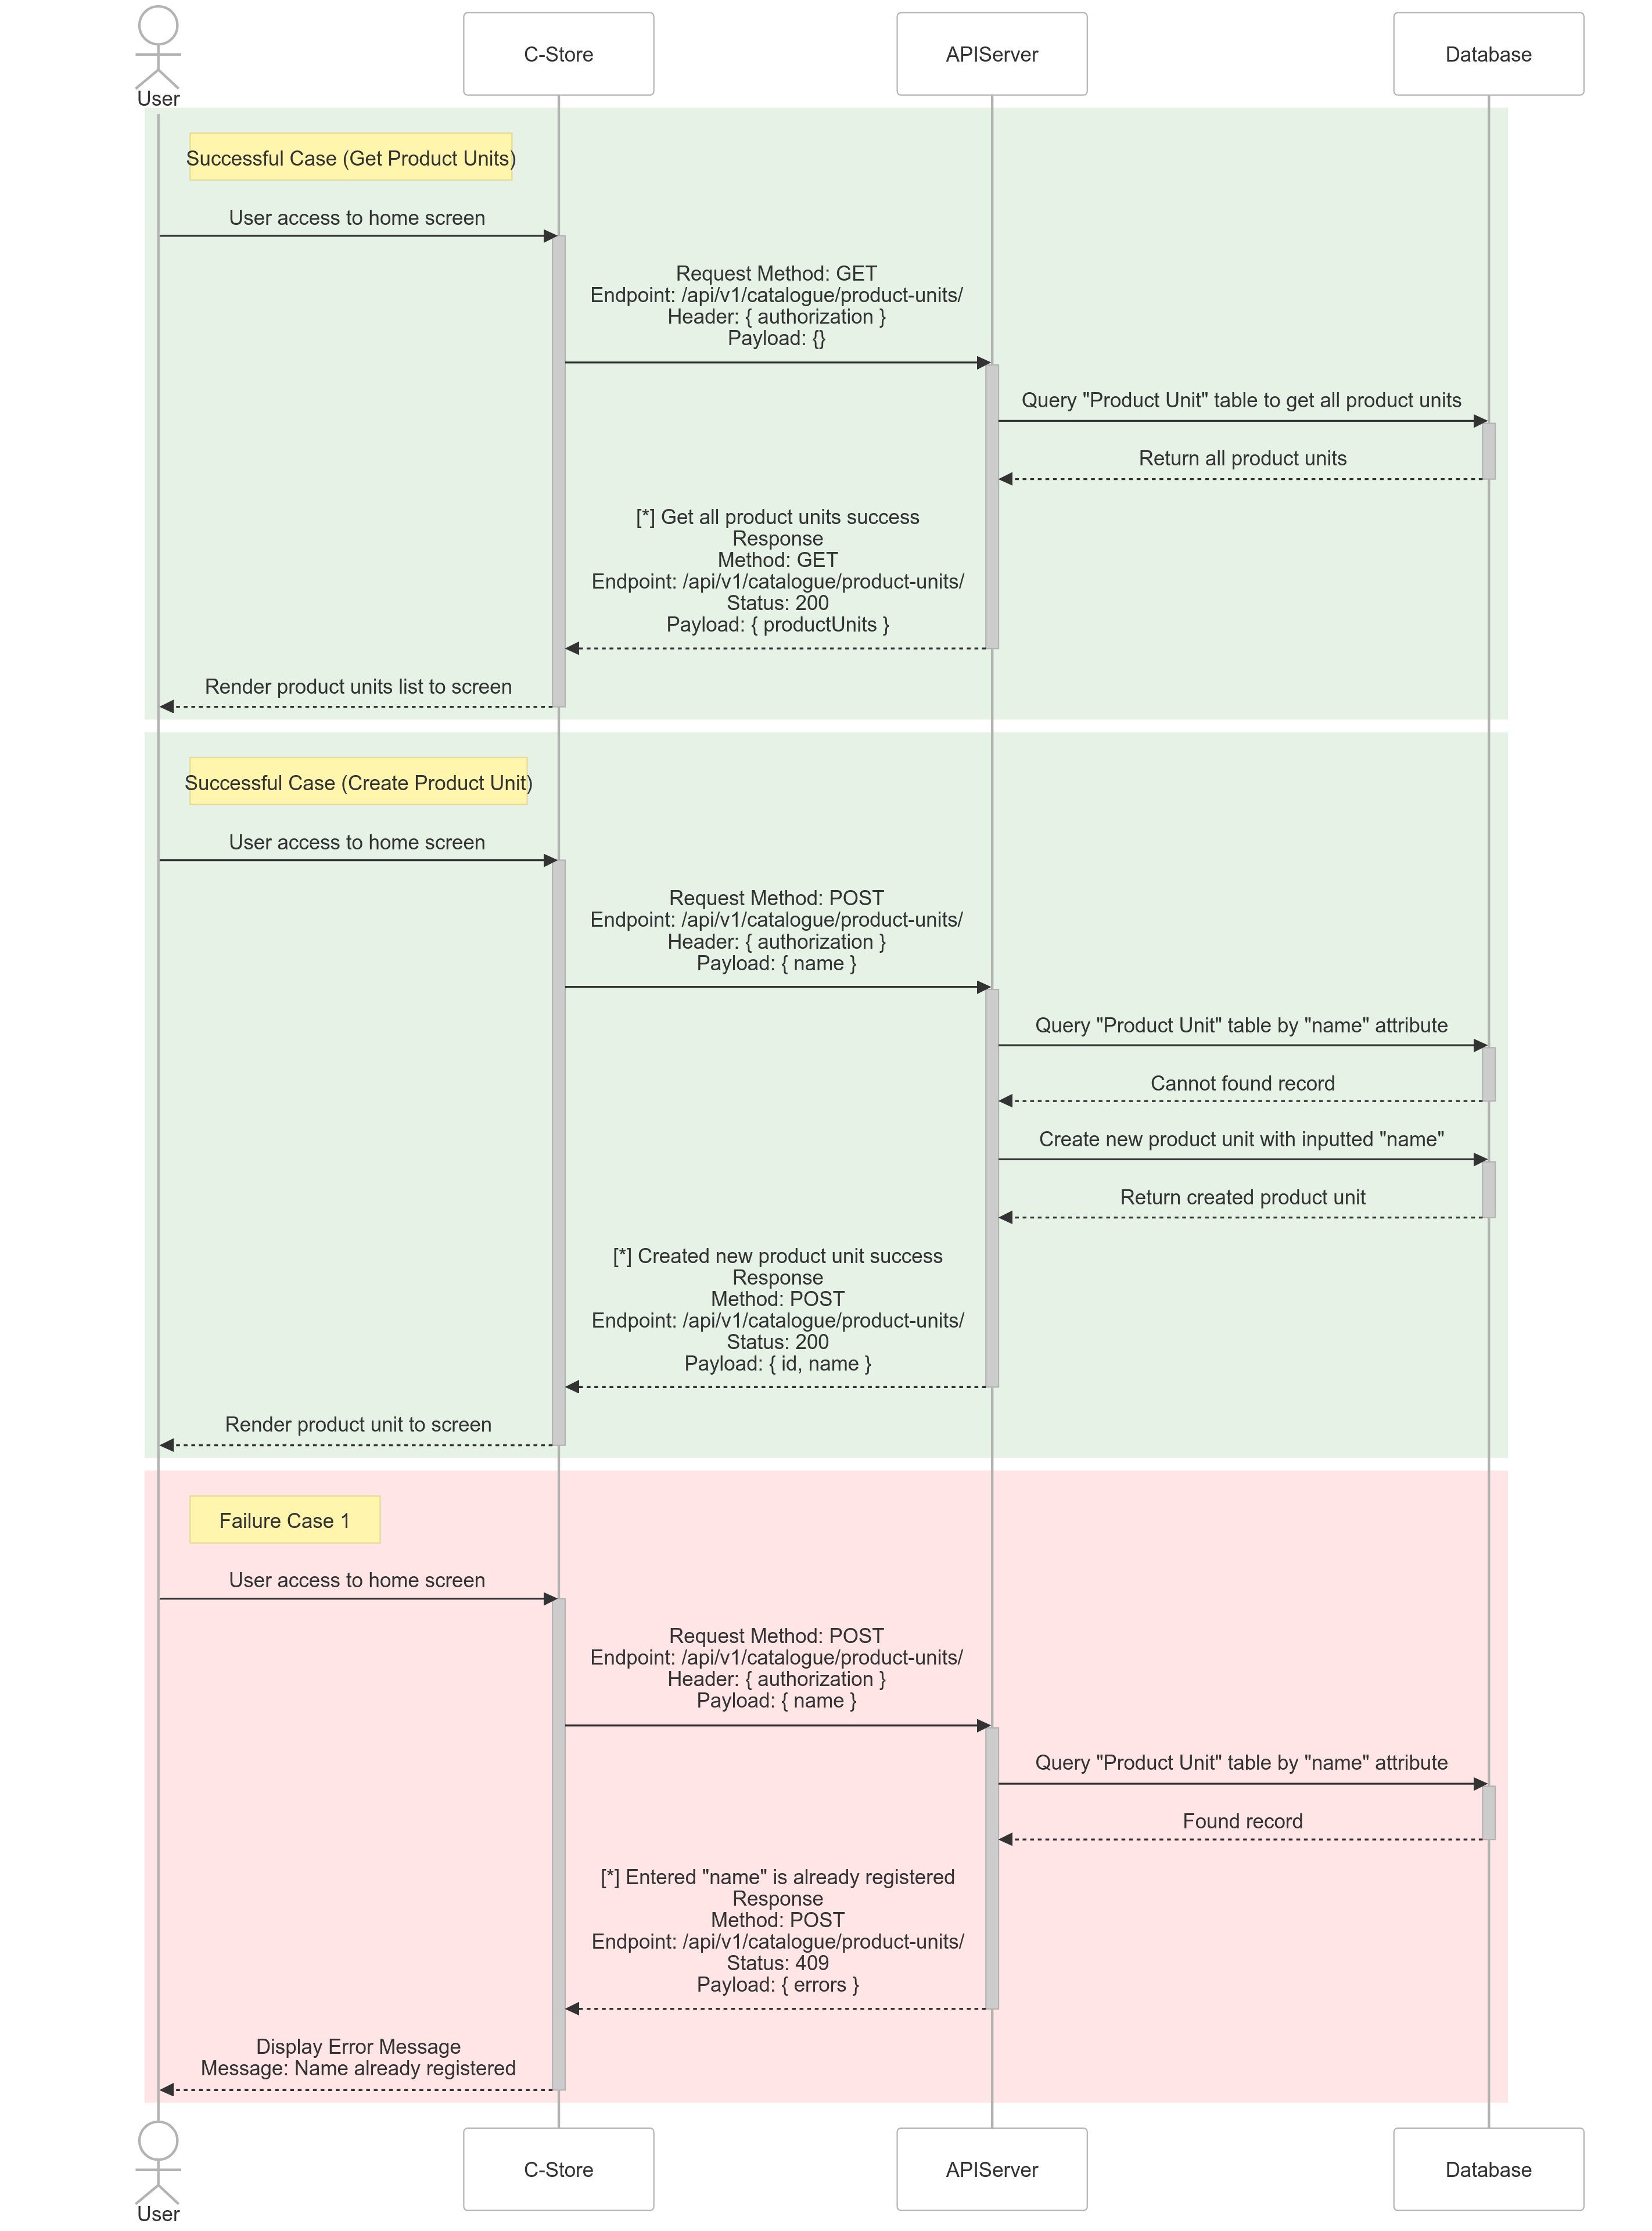 User
C-Store
APIServer
Database
Successful Case (Get Product Units)
User access to home screen
Request Method: GET
Endpoint: /api/v1/catalogue/product-units/
Header: { authorization }
Payload: {}
Query "Product Unit" table to get all product units
Return all product units
[*] Get all product units success
Response
Method: GET
Endpoint: /api/v1/catalogue/product-units/
Status: 200
Payload: { productUnits }
Render product units list to screen
Successful Case (Create Product Unit)
User access to home screen
Request Method: POST
Endpoint: /api/v1/catalogue/product-units/
Header: { authorization }
Payload: { name }
Query "Product Unit" table by "name" attribute
Cannot found record
Create new product unit with inputted "name"
Return created product unit
[*] Created new product unit success
Response
Method: POST
Endpoint: /api/v1/catalogue/product-units/
Status: 200
Payload: { id, name }
Render product unit to screen
Failure Case 1
User access to home screen
Request Method: POST
Endpoint: /api/v1/catalogue/product-units/
Header: { authorization }
Payload: { name }
Query "Product Unit" table by "name" attribute
Found record
[*] Entered "name" is already registered
Response
Method: POST
Endpoint: /api/v1/catalogue/product-units/
Status: 409
Payload: { errors }
Display Error Message
Message: Name already registered
User
C-Store
APIServer
Database